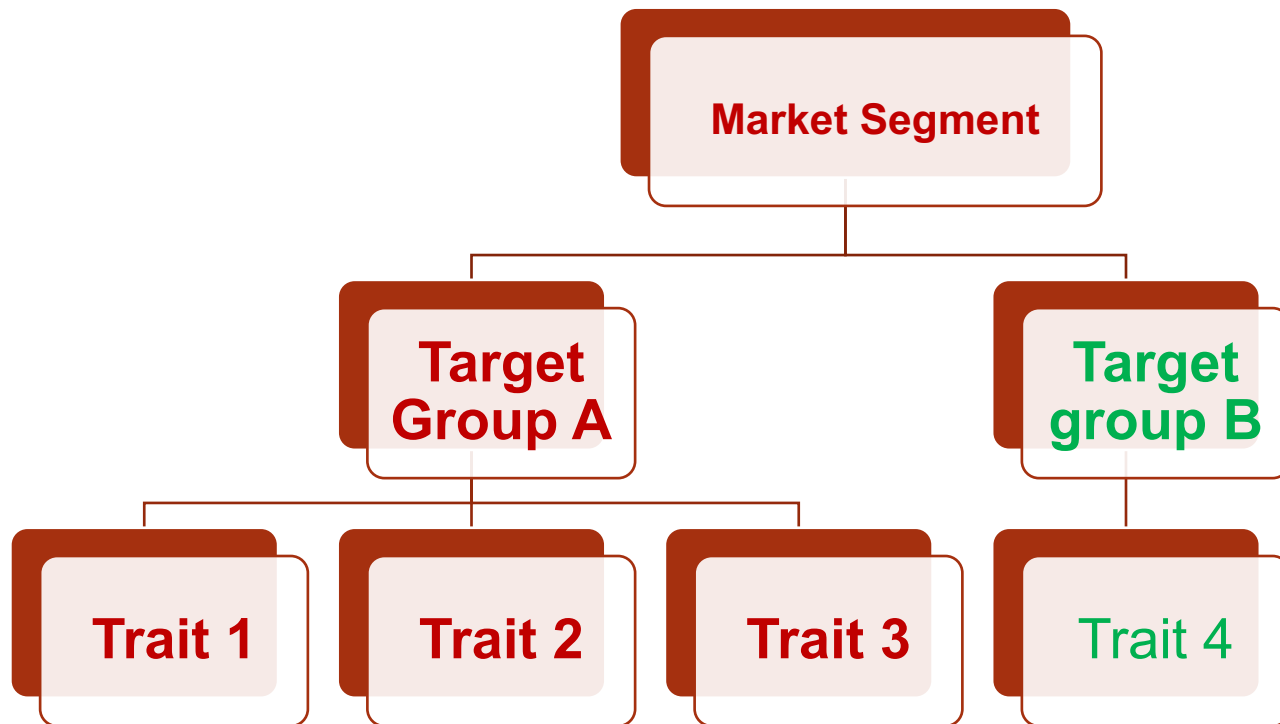 Market Segment
Target
Group A
Target
group B
Trait 1
Trait 2
Trait 3
Trait 4